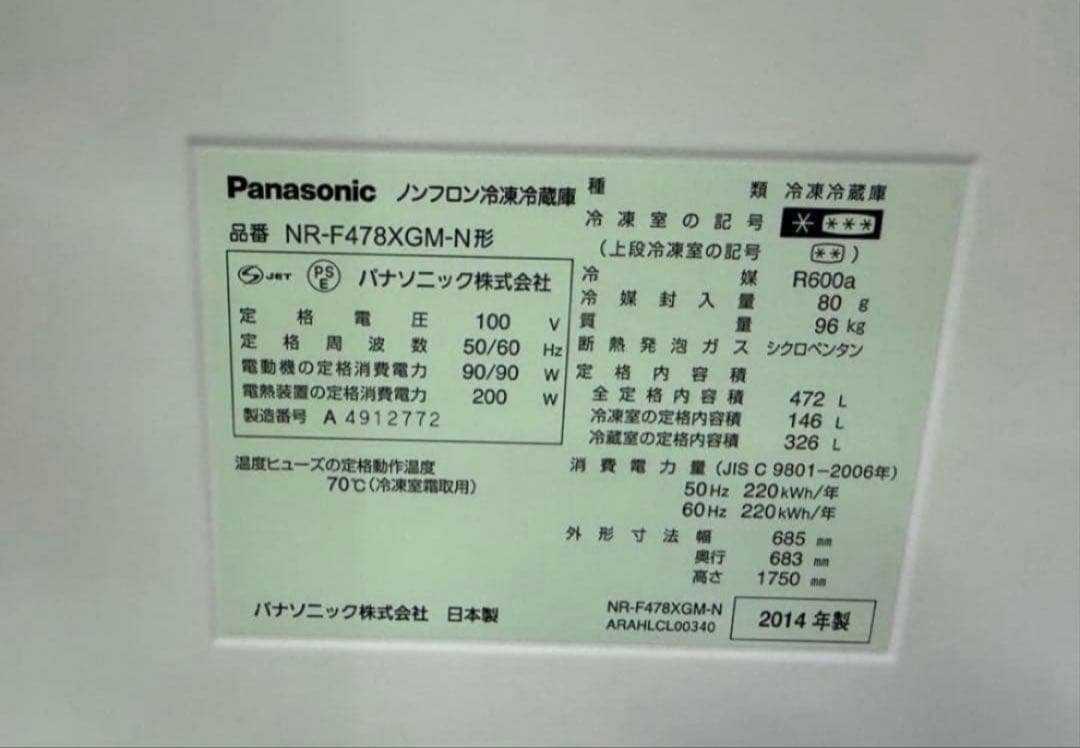 Panasonic ノンフロン冷凍冷蔵庫
品番 NR-F478XGM-N形
JET PSE パナソニック株式会社
定格電圧 100 V
定格周波数 50/60 Hz
電動機の定格消費電力 90/90 W
電熱装置の定格消費電力 200 W
製造番号 A 4912772
温度ヒューズの定格動作温度
70℃(冷凍室霜取用)
種類 冷凍冷蔵庫
冷凍室の記号 * ***
(上段冷凍室の記号 **)
冷媒 R600a
冷媒封入量 80 g
質量 96 kg
断熱発泡ガス シクロペンタン
定格内容積
全定格内容積 472 L
冷凍室の定格内容積 146 L
冷蔵室の定格内容積 326 L
消費電力量(JIS C 9801-2006年)
50Hz 220kWh/年
60Hz 220kWh/年
外形寸法 幅 685 mm
奥行 683 mm
高さ 1750 mm
パナソニック株式会社 日本製
NR-F478XGM-N
ARAHLCL00340
2014年製